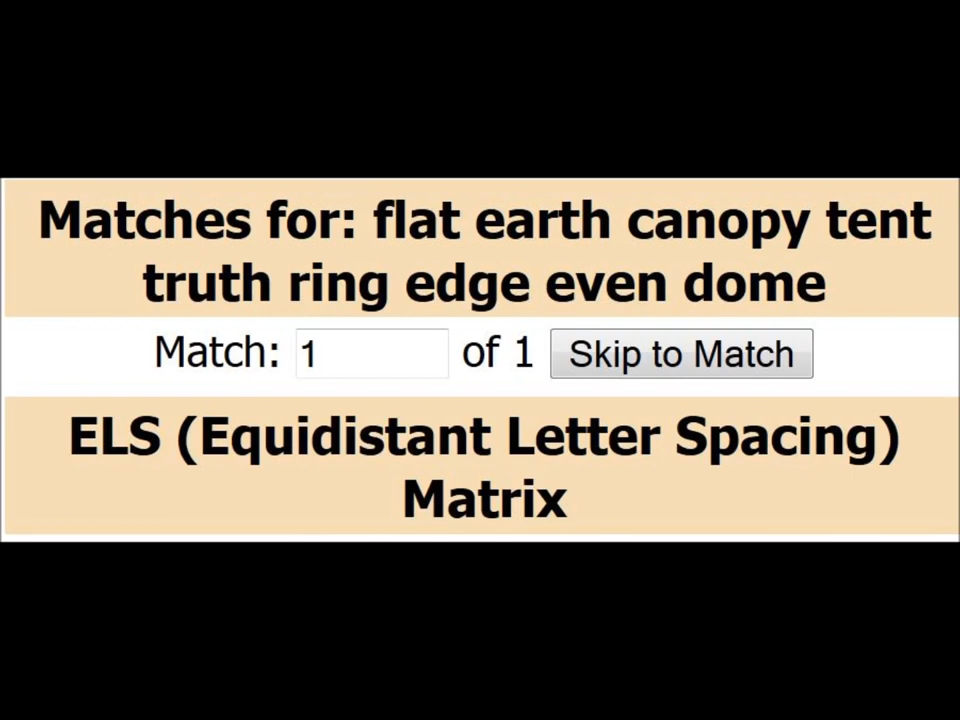 Matches for: flat earth canopy tent
truth ring edge even dome
Match: 1 of 1 Skip to Match
ELS (Equidistant Letter Spacing)
Matrix